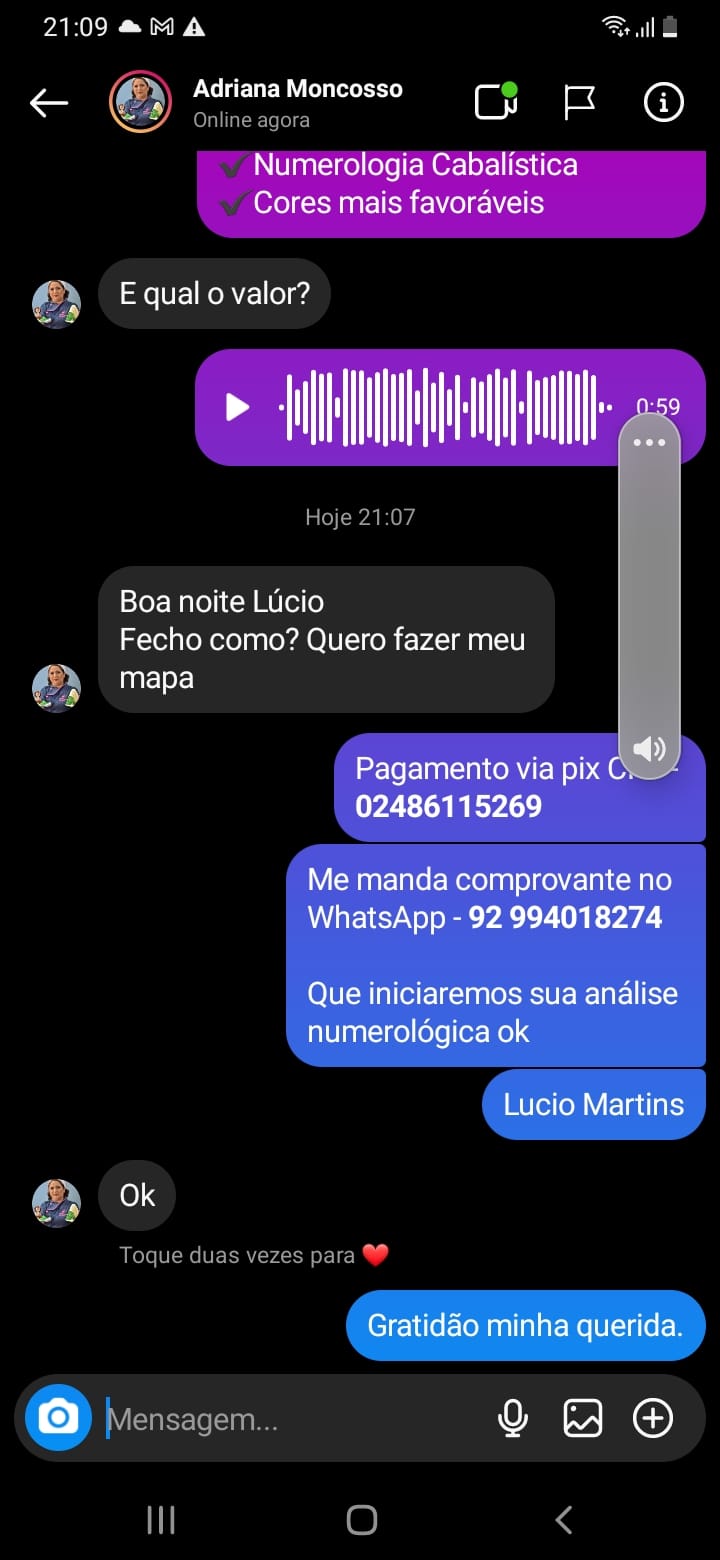 21:09
Adriana Moncosso
Online agora
✔Numerologia Cabalística
✔Cores mais favoráveis
E qual o valor?
0:59
Hoje 21:07
Boa noite Lúcio
Fecho como? Quero fazer meu
mapa
Pagamento via pix
02486115269
Me manda comprovante no
WhatsApp - 92 994018274
Que iniciaremos sua análise
numerológica ok
Lucio Martins
Ok
Toque duas vezes para ❤️
Gratidão minha querida.
Mensagem...